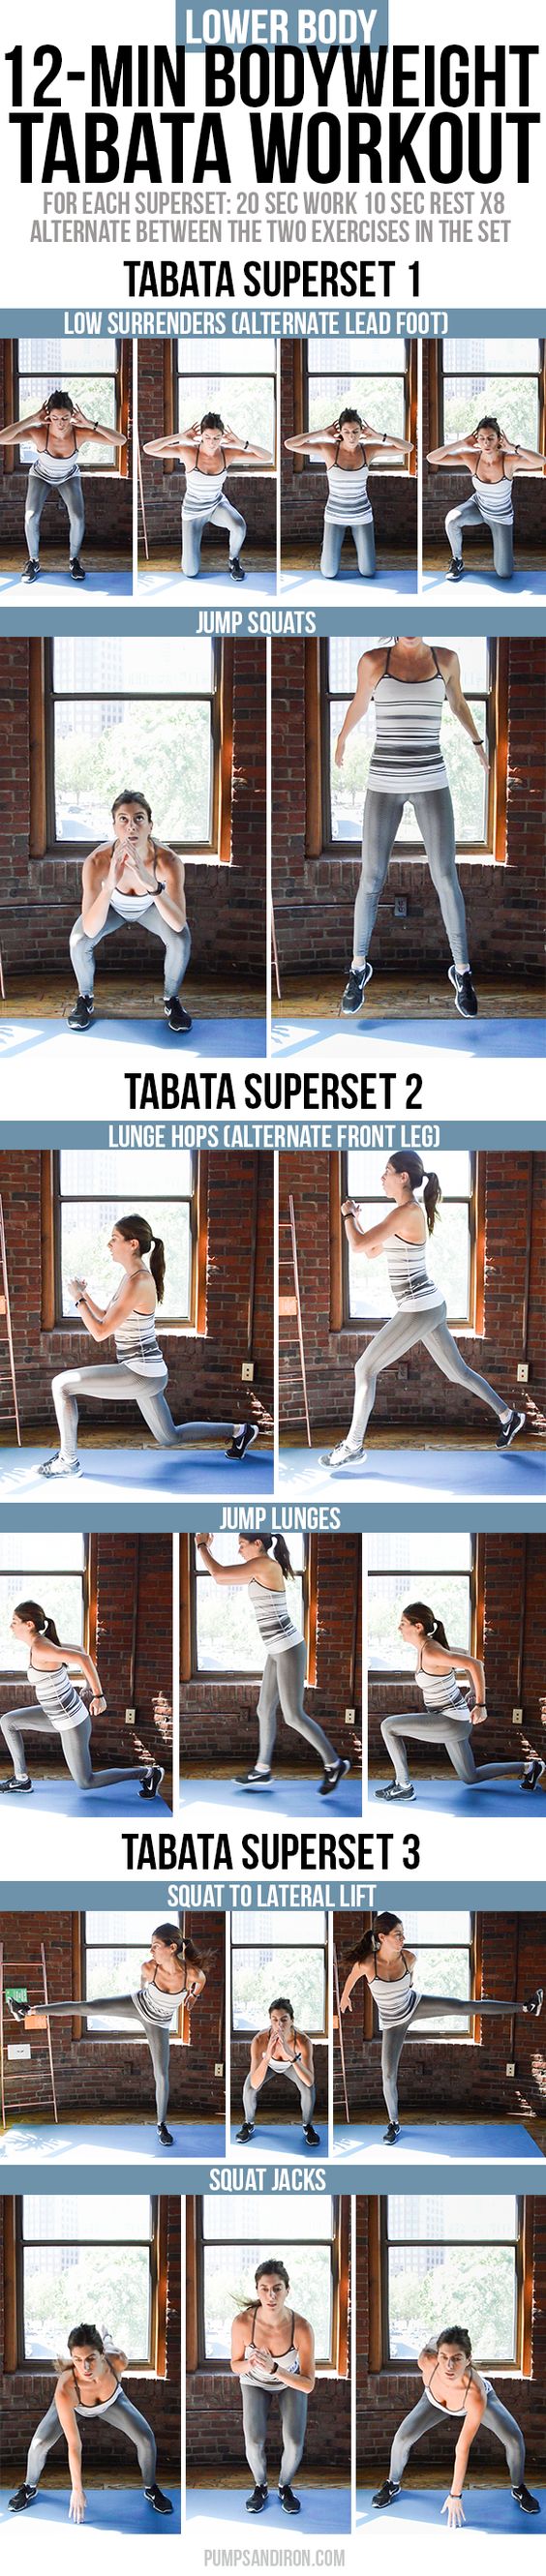 LOWER BODY
12-MIN BODYWEIGHT
TABATA WORKOUT
FOR EACH SUPERSET: 20 SEC WORK 10 SEC REST X8
ALTERNATE BETWEEN THE TWO EXERCISES IN THE SET
TABATA SUPERSET 1
LOW SURRENDERS (ALTERNATE LEAD FOOT)
JUMP SQUATS
TABATA SUPERSET 2
LUNGE HOPS (ALTERNATE FRONT LEG)
JUMP LUNGES
TABATA SUPERSET 3
SQUAT TO LATERAL LIFT
SQUAT JACKS
PUMPSANDIRON.COM